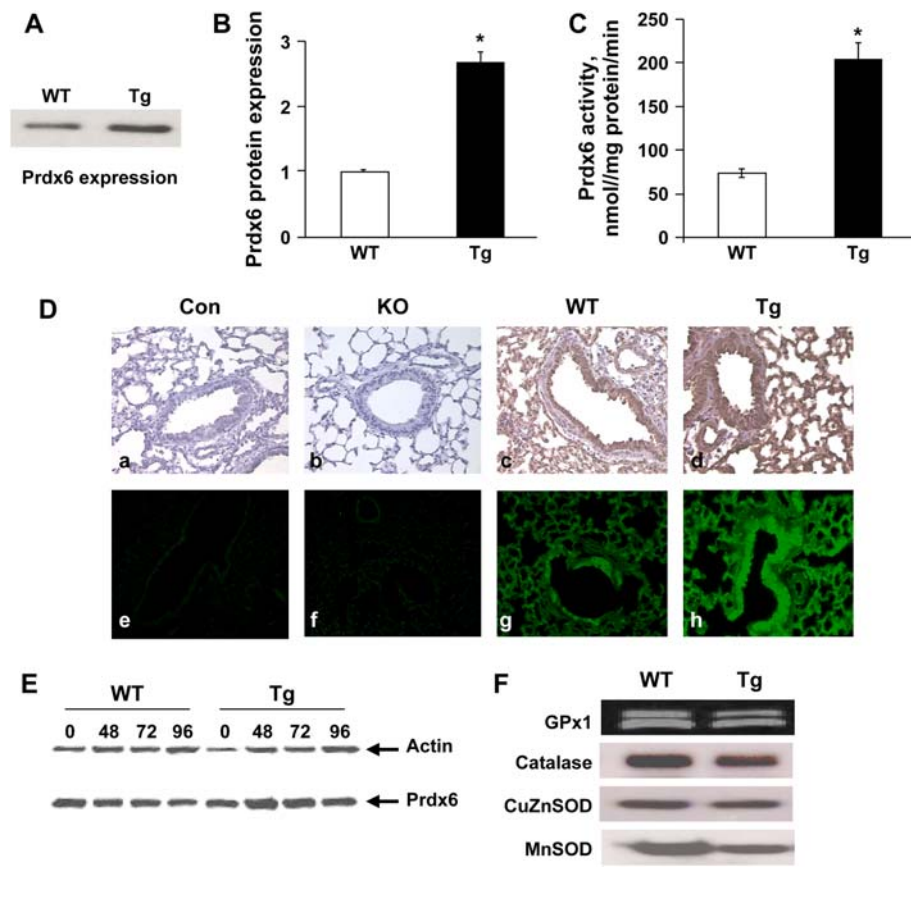 A
WT Tg
Prdx6 expression
B
Prdx6 protein expression
3
2
1
0
*
WT Tg
C
Prdx6 activity,
nmol//mg protein/min
250
200
150
100
50
0
*
WT Tg
D
Con KO WT Tg
a b c d
e f g h
E
WT Tg
0 48 72 96 0 48 72 96
Actin
Prdx6
F
WT Tg
GPx1
Catalase
CuZnSOD
MnSOD